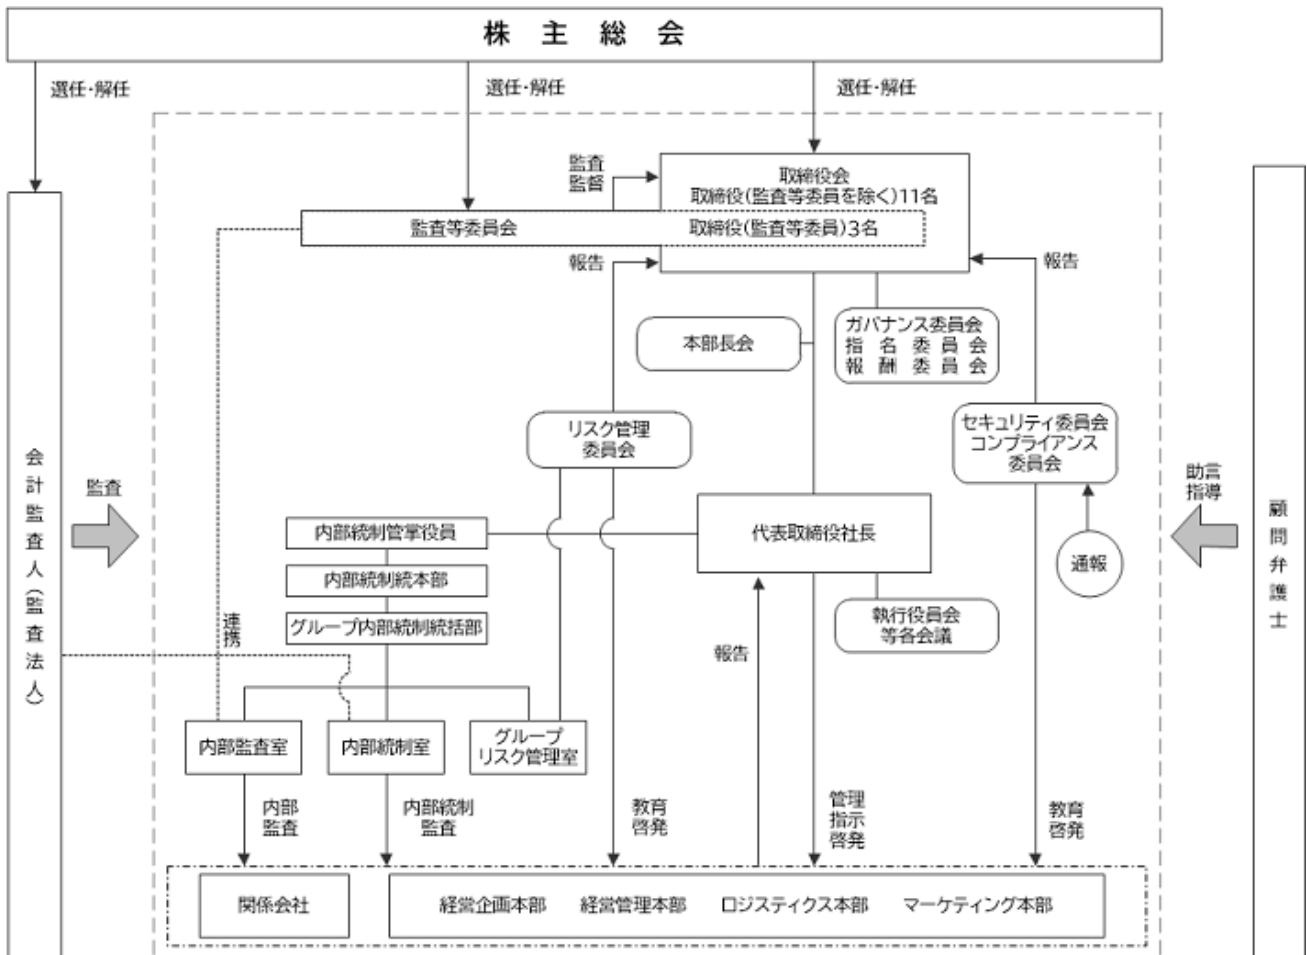 株主総会
選任・解任
選任・解任
選任・解任
監査
監督
取締役会
取締役(監査等委員を除く)11名
監査等委員会
取締役(監査等委員)3名
報告
報告
本部長会
ガバナンス委員会
指名委員会
報酬委員会
リスク管理
委員会
セキュリティ委員会
コンプライアンス
委員会
会計監査人(監査法人)
監査
助言
指導
顧問弁護士
内部統制管掌役員
代表取締役社長
通報
内部統制統本部
グループ内部統制統括部
執行役員会
等各会議
連携
報告
内部監査室
内部統制室
グループ
リスク管理室
内部
監査
内部統制
監査
教育
啓発
管理
指示
啓発
教育
啓発
関係会社
経営企画本部
経営管理本部
ロジスティクス本部
マーケティング本部